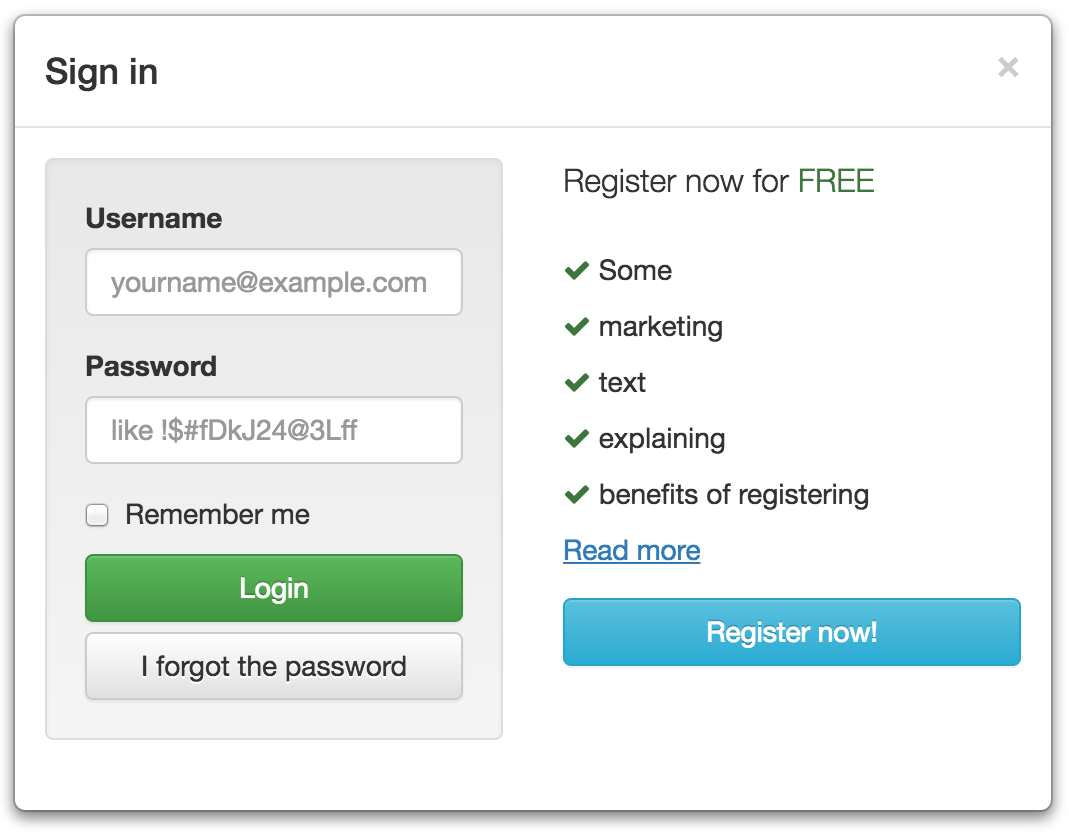 Sign in
×
Username
yourname@example.com
Password
like !$#fDkJ24@3Lff
Remember me
Login
I forgot the password
Register now for FREE
Some
marketing
text
explaining
benefits of registering
Read more
Register now!